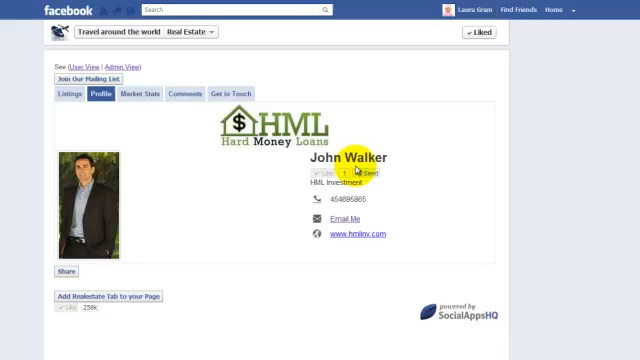 facebook
Search
Laura Gram Find Friends Home
Travel around the world Real Estate
Liked
See (User View | Admin View)
Join Our Mailing List
Listings Profile Market Stats Comments Get in Touch
$HML
Hard Money Loans
John Walker
Like 1 Send
HML Investment
454695865
Email Me
www.hmlinv.com
Share
Add Realestate Tab to your Page
Like 258k
powered by
SocialAppsHQ